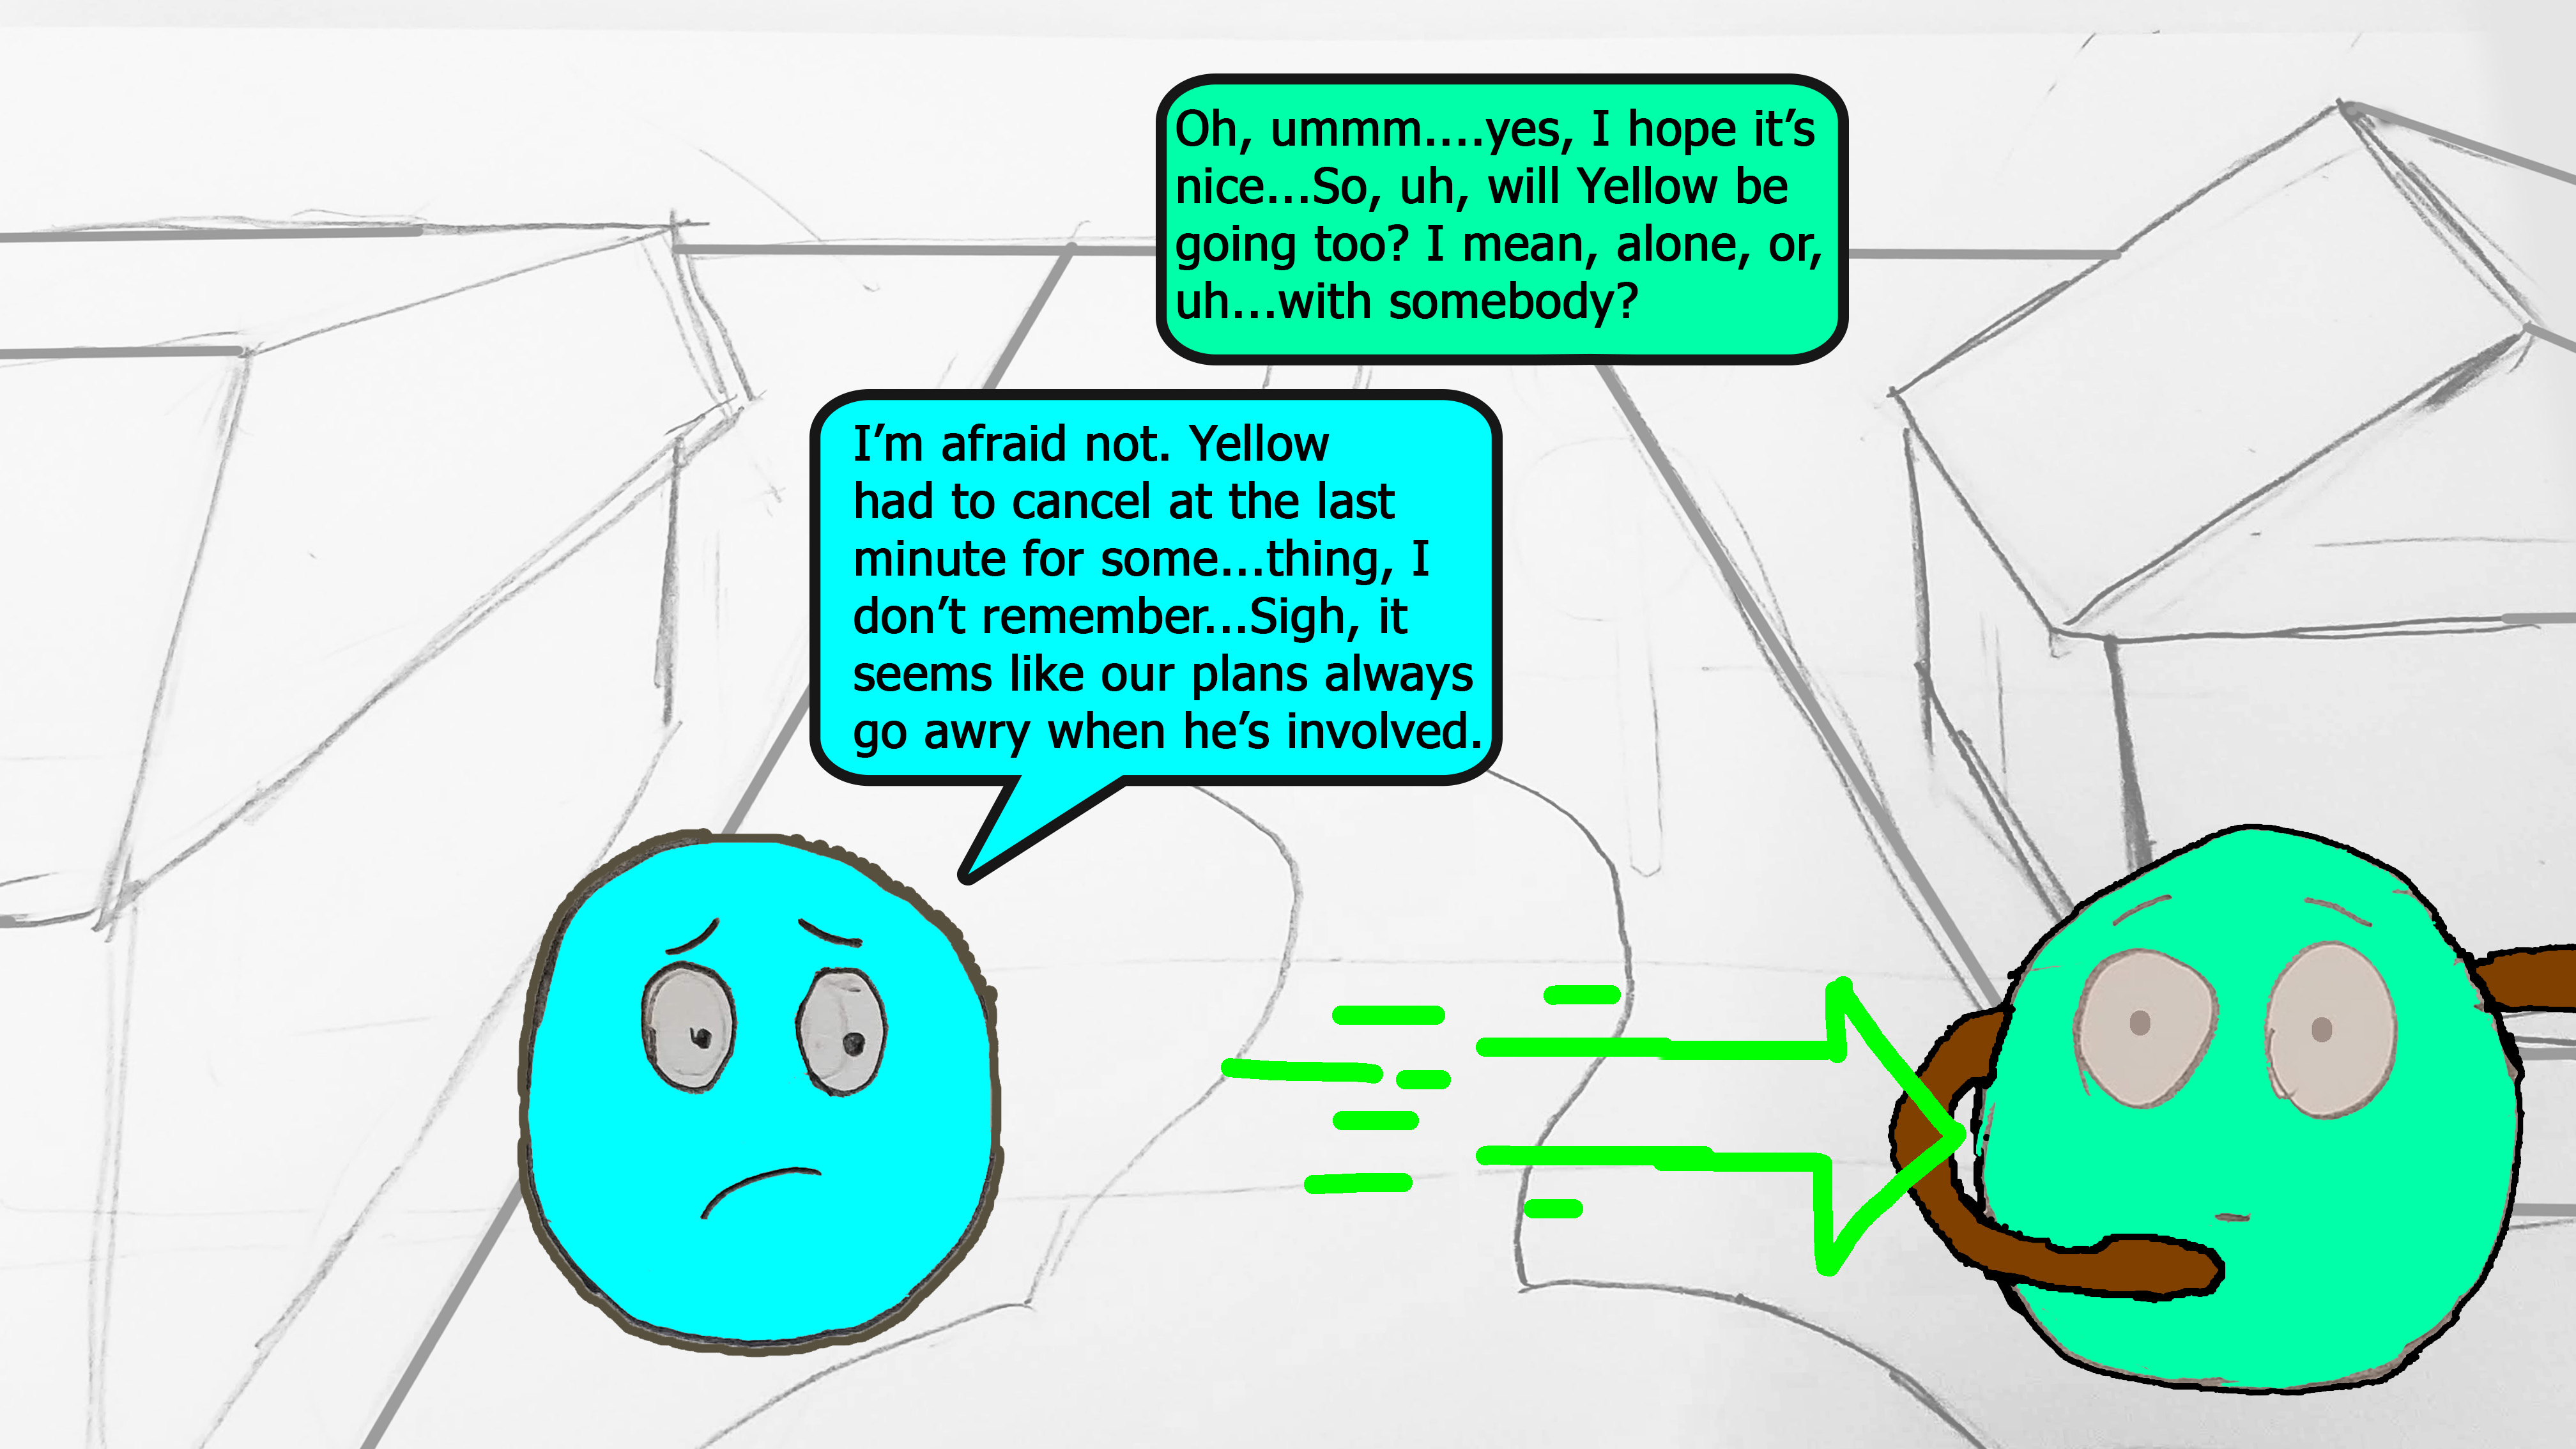 Oh, ummm....yes, I hope it’s
nice...So, uh, will Yellow be
going too? I mean, alone, or,
uh...with somebody?
I’m afraid not. Yellow
had to cancel at the last
minute for some...thing, I
don’t remember...Sigh, it
seems like our plans always
go awry when he’s involved.